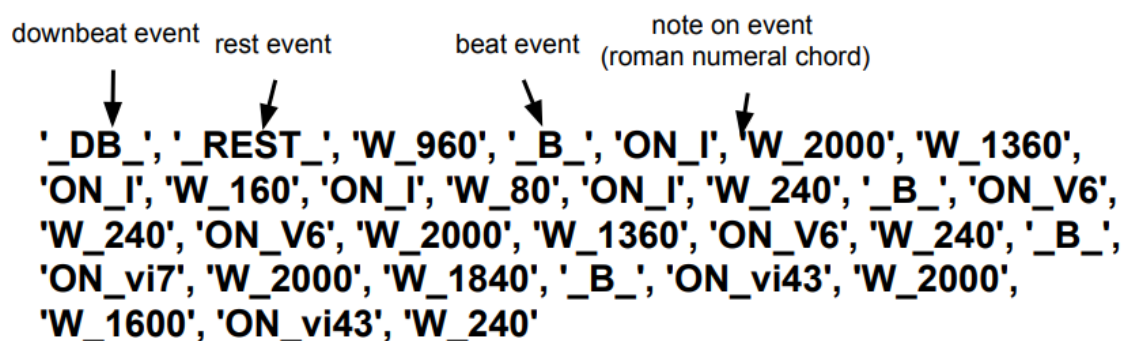 downbeat event
rest event
beat event
note on event
(roman numeral chord)
'_DB_', '_REST_', 'W_960', '_B_', 'ON_I', 'W_2000', 'W_1360',
'ON_I', 'W_160', 'ON_I', 'W_80', 'ON_I', 'W_240', '_B_', 'ON_V6',
'W_240', 'ON_V6', 'W_2000', 'W_1360', 'ON_V6', 'W_240', '_B_',
'ON_vi7', 'W_2000', 'W_1840', '_B_', 'ON_vi43', 'W_2000',
'W_1600', 'ON_vi43', 'W_240'